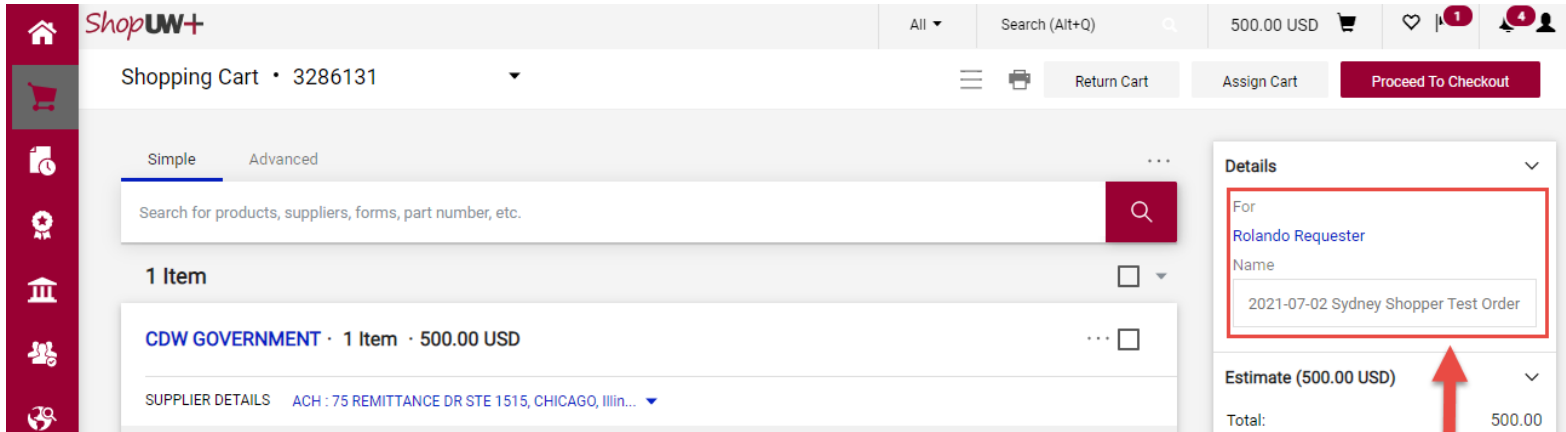 ShopUW+
All
Search (Alt+Q)
500.00 USD
1
4
Shopping Cart • 3286131
Return Cart
Assign Cart
Proceed To Checkout
Simple
Advanced
...
Search for products, suppliers, forms, part number, etc.
1 Item
CDW GOVERNMENT · 1 Item · 500.00 USD
...
SUPPLIER DETAILS ACH : 75 REMITTANCE DR STE 1515, CHICAGO, Illin...
Details
For
Rolando Requester
Name
2021-07-02 Sydney Shopper Test Order
Estimate (500.00 USD)
Total: 500.00